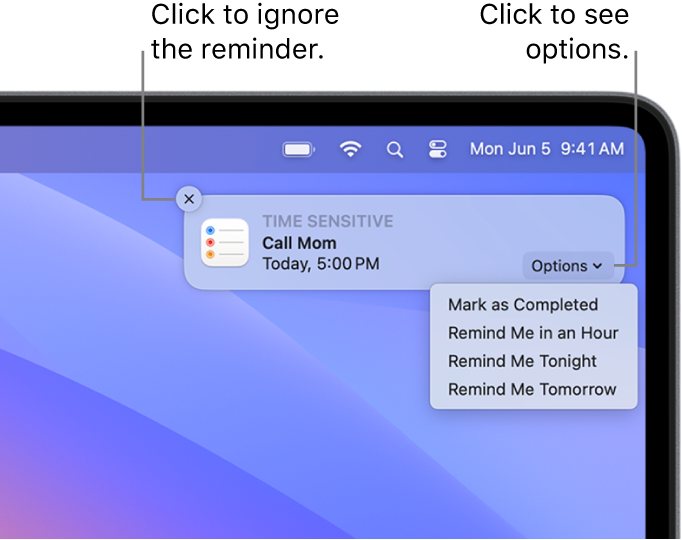 Click to ignore
the reminder.
Click to see
options.
Mon Jun 5 9:41 AM
TIME SENSITIVE
Call Mom
Today, 5:00 PM
Options
Mark as Completed
Remind Me in an Hour
Remind Me Tonight
Remind Me Tomorrow